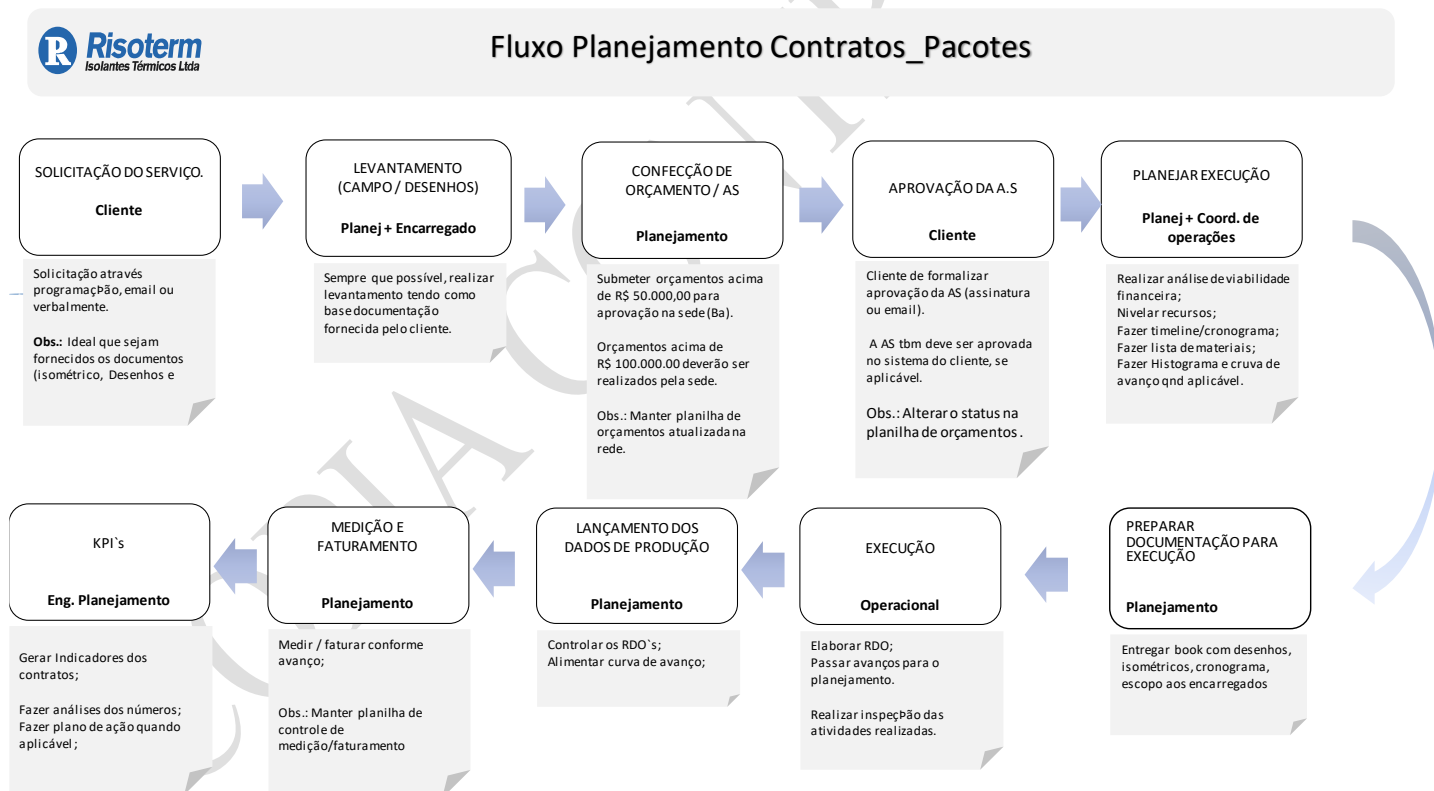 Risoterm
Isolantes Térmicos Ltda
Fluxo Planejamento Contratos_Pacotes
SOLICITAÇÃO DO SERVIÇO.
Cliente
Solicitação através
programaçÞão, email ou
verbalmente.
Obs.: Ideal que sejam
fornecidos os documentos
(isométrico, Desenhos e
LEVANTAMENTO
(CAMPO / DESENHOS)
Planej + Encarregado
Sempre que possível, realizar
levantamento tendo como
base documentação
fornecida pelo cliente.
CONFECÇÃO DE
ORÇAMENTO / AS
Planejamento
Submeter orçamentos acima
de R$ 50.000,00 para
aprovação na sede (Ba).
Orçamentos acima de
R$ 100.000.00 deverão ser
realizados pela sede.
Obs.: Manter planilha de
orçamentos atualizada na
rede.
APROVAÇÃO DA A.S
Cliente
Cliente de formalizar
aprovação da AS (assinatura
ou email).
A AS tbm deve ser aprovada
no sistema do cliente, se
aplicável.
Obs.: Alterar o status na
planilha de orçamentos.
PLANEJAR EXECUÇÃO
Planej + Coord. de
operações
Realizar análise de viabilidade
financeira;
Nivelar recursos;
Fazer timeline/cronograma;
Fazer lista de materiais;
Fazer Histograma e cruva de
avanço qnd aplicável.
KPI`s
Eng. Planejamento
Gerar Indicadores dos
contratos;
Fazer análises dos números;
Fazer plano de ação quando
aplicável;
MEDIÇÃO E
FATURAMENTO
Planejamento
Medir / faturar conforme
avanço;
Obs.: Manter planilha de
controle de
medição/faturamento
LANÇAMENTO DOS
DADOS DE PRODUÇÃO
Planejamento
Controlar os RDO`s;
Alimentar curva de avanço;
EXECUÇÃO
Operacional
Elaborar RDO;
Passar avanços para o
planejamento.
Realizar inspeçÞão das
atividades realizadas.
PREPARAR
DOCUMENTAÇÃO PARA
EXECUÇÃO
Planejamento
Entregar book com desenhos,
isométricos, cronograma,
escopo aos encarregados